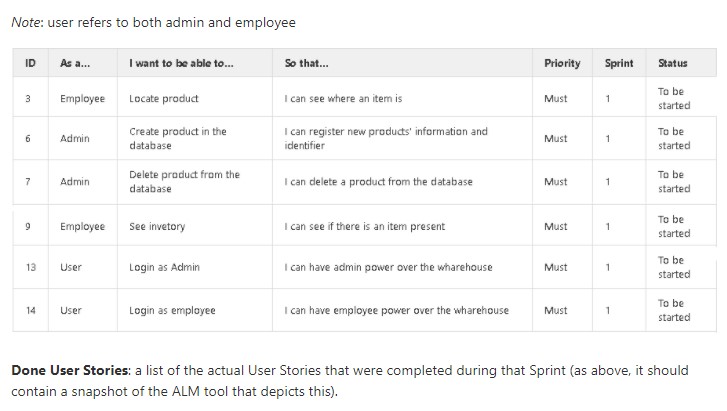 Note: user refers to both admin and employee
ID As a... I want to be able to... So that... Priority Sprint Status
3 Employee Locate product I can see where an item is Must 1 To be started
6 Admin Create product in the database I can register new products' information and identifier Must 1 To be started
7 Admin Delete product from the database I can delete a product from the database Must 1 To be started
9 Employee See invetory I can see if there is an item present Must 1 To be started
13 User Login as Admin I can have admin power over the wharehouse Must 1 To be started
14 User Login as employee I can have employee power over the wharehouse Must 1 To be started
Done User Stories: a list of the actual User Stories that were completed during that Sprint (as above, it should
contain a snapshot of the ALM tool that depicts this).